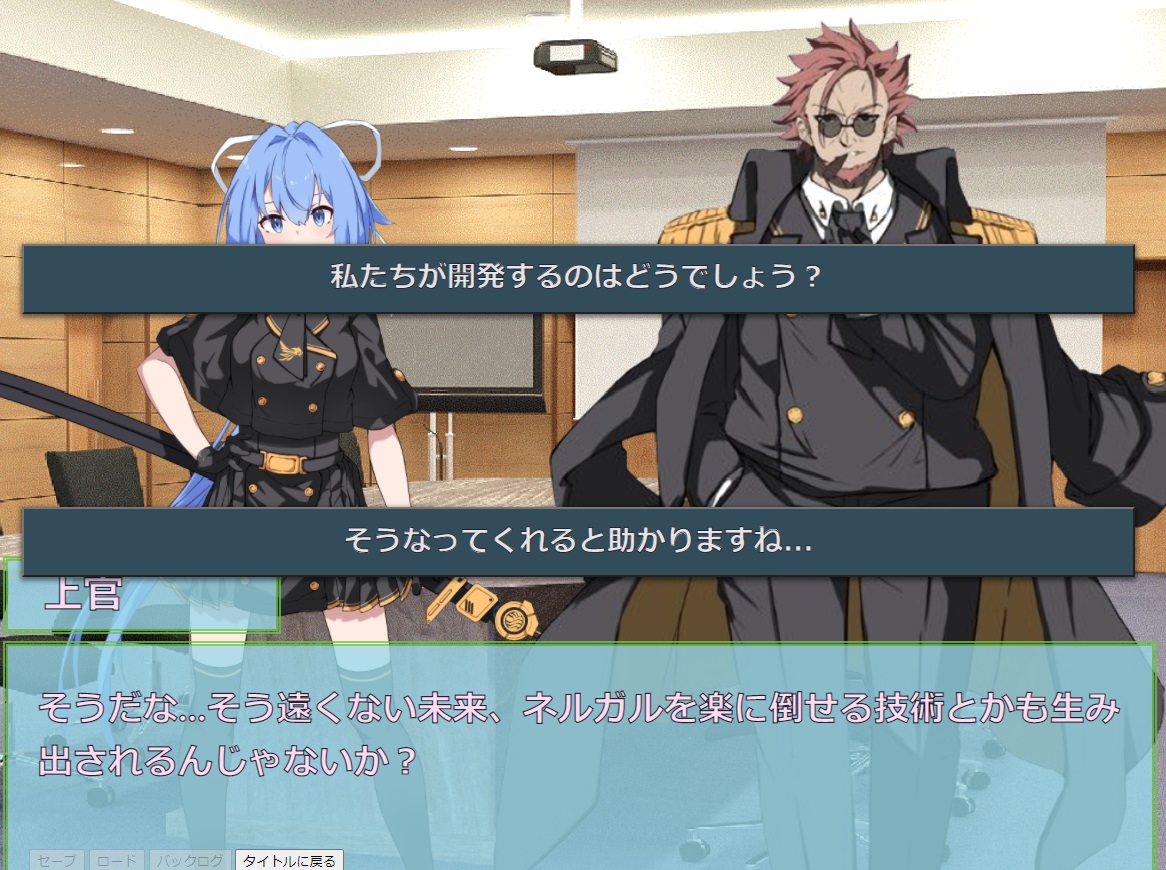 私たちが開発するのはどうでしょう？
そうなってくれると助かりますね...
上官
そうだな...そう遠くない未来、ネルガルを楽に倒せる技術とかも生み
出されるんじゃないか？
セーブ ロード バックログ タイトルに戻る